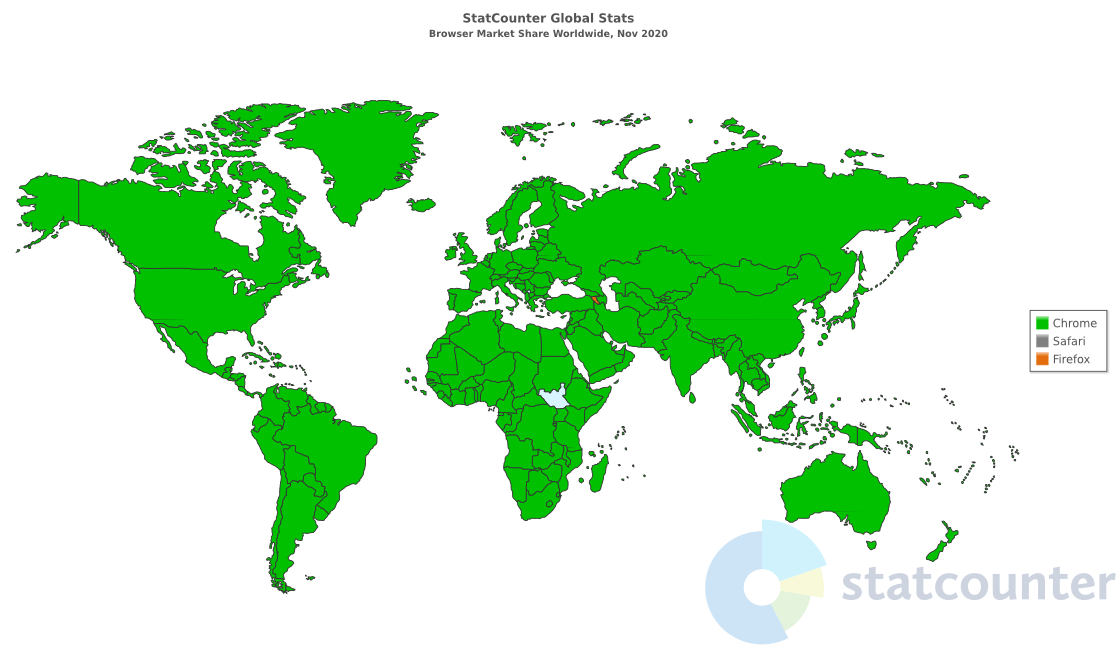 StatCounter Global Stats
Browser Market Share Worldwide, Nov 2020
Chrome
Safari
Firefox
statcounter